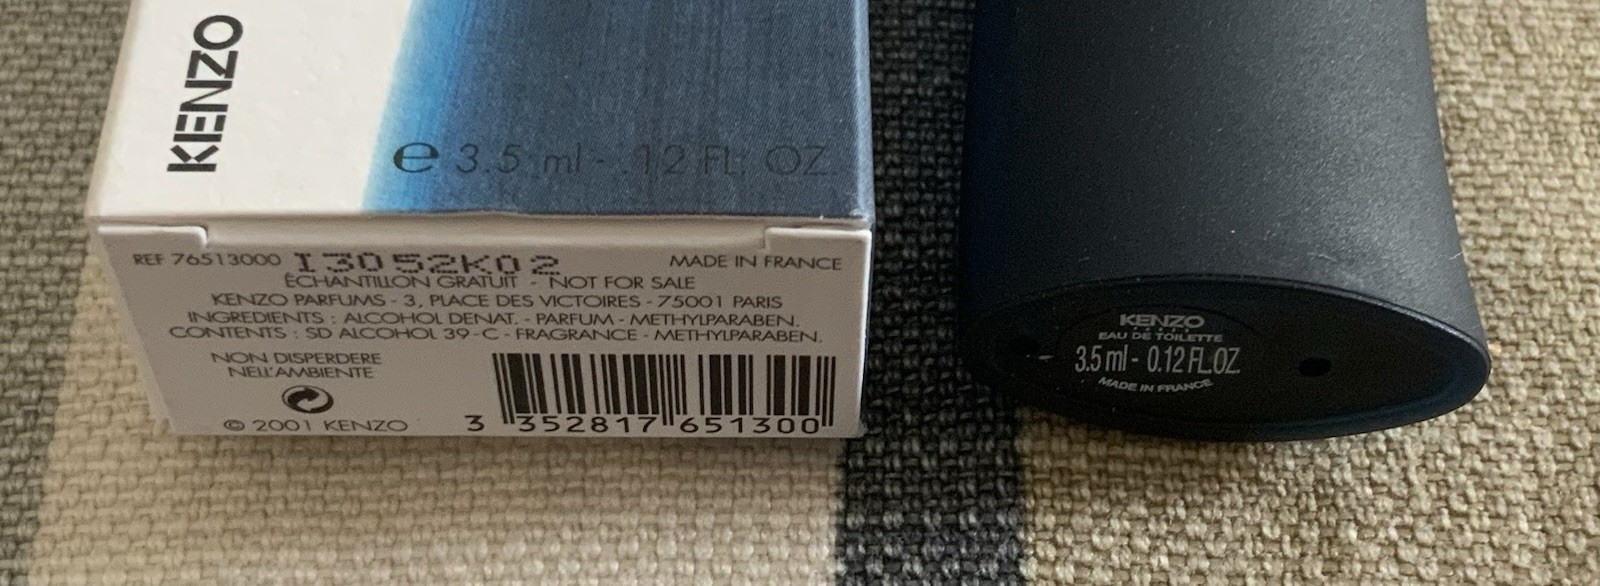 KENZO
e 3.5 ml - .12 FL. OZ.
REF 76513000 I3052K02 MADE IN FRANCE
ÉCHANTILLON GRATUIT - NOT FOR SALE
KENZO PARFUMS - 3, PLACE DES VICTOIRES - 75001 PARIS
INGREDIENTS : ALCOHOL DENAT. - PARFUM - METHYLPARABEN.
CONTENTS : SD ALCOHOL 39-C - FRAGRANCE - METHYLPARABEN.
NON DISPERDERE
NELL'AMBIENTE
© 2001 KENZO
3 352817 651300
KENZO
EAU DE TOILETTE
3.5 ml - 0.12 FL.OZ.
MADE IN FRANCE